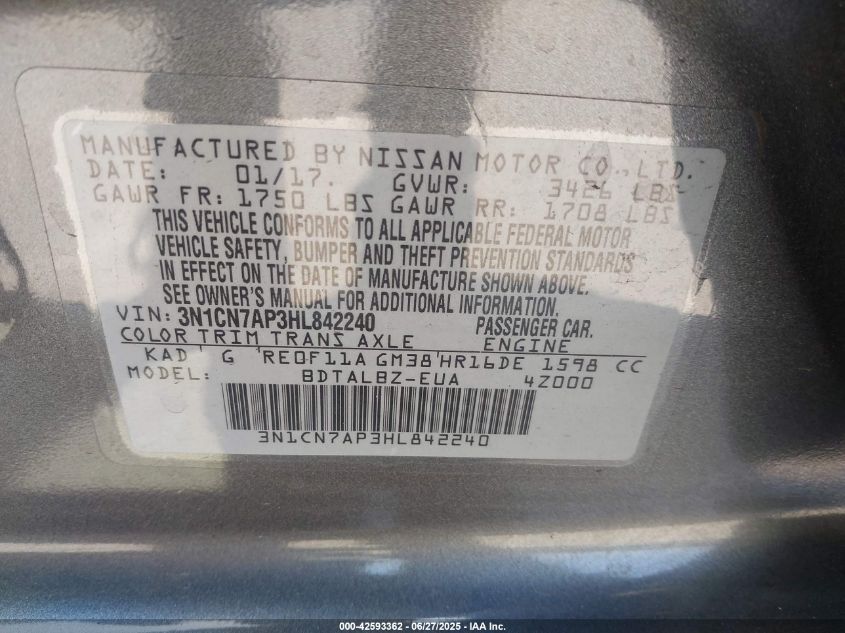 MANUFACTURED BY NISSAN MOTOR CO., LTD.
DATE: 01/17. GVWR: 3426 LBS
GAWR FR: 1750 LBS GAWR RR: 1708 LBS
THIS VEHICLE CONFORMS TO ALL APPLICABLE FEDERAL MOTOR
VEHICLE SAFETY, BUMPER AND THEFT PREVENTION STANDARDS
IN EFFECT ON THE DATE OF MANUFACTURE SHOWN ABOVE.
SEE OWNER'S MANUAL FOR ADDITIONAL INFORMATION.
VIN: 3N1CN7AP3HL842240 PASSENGER CAR.
COLOR TRIM TRANS AXLE ENGINE
KAD G RE0F11A GM38 HR16DE 1598 CC
MODEL: BDTALBZ-EUA 4Z000
3N1CN7AP3HL842240
000-42593362 | 06/27/2025 - IAA Inc.